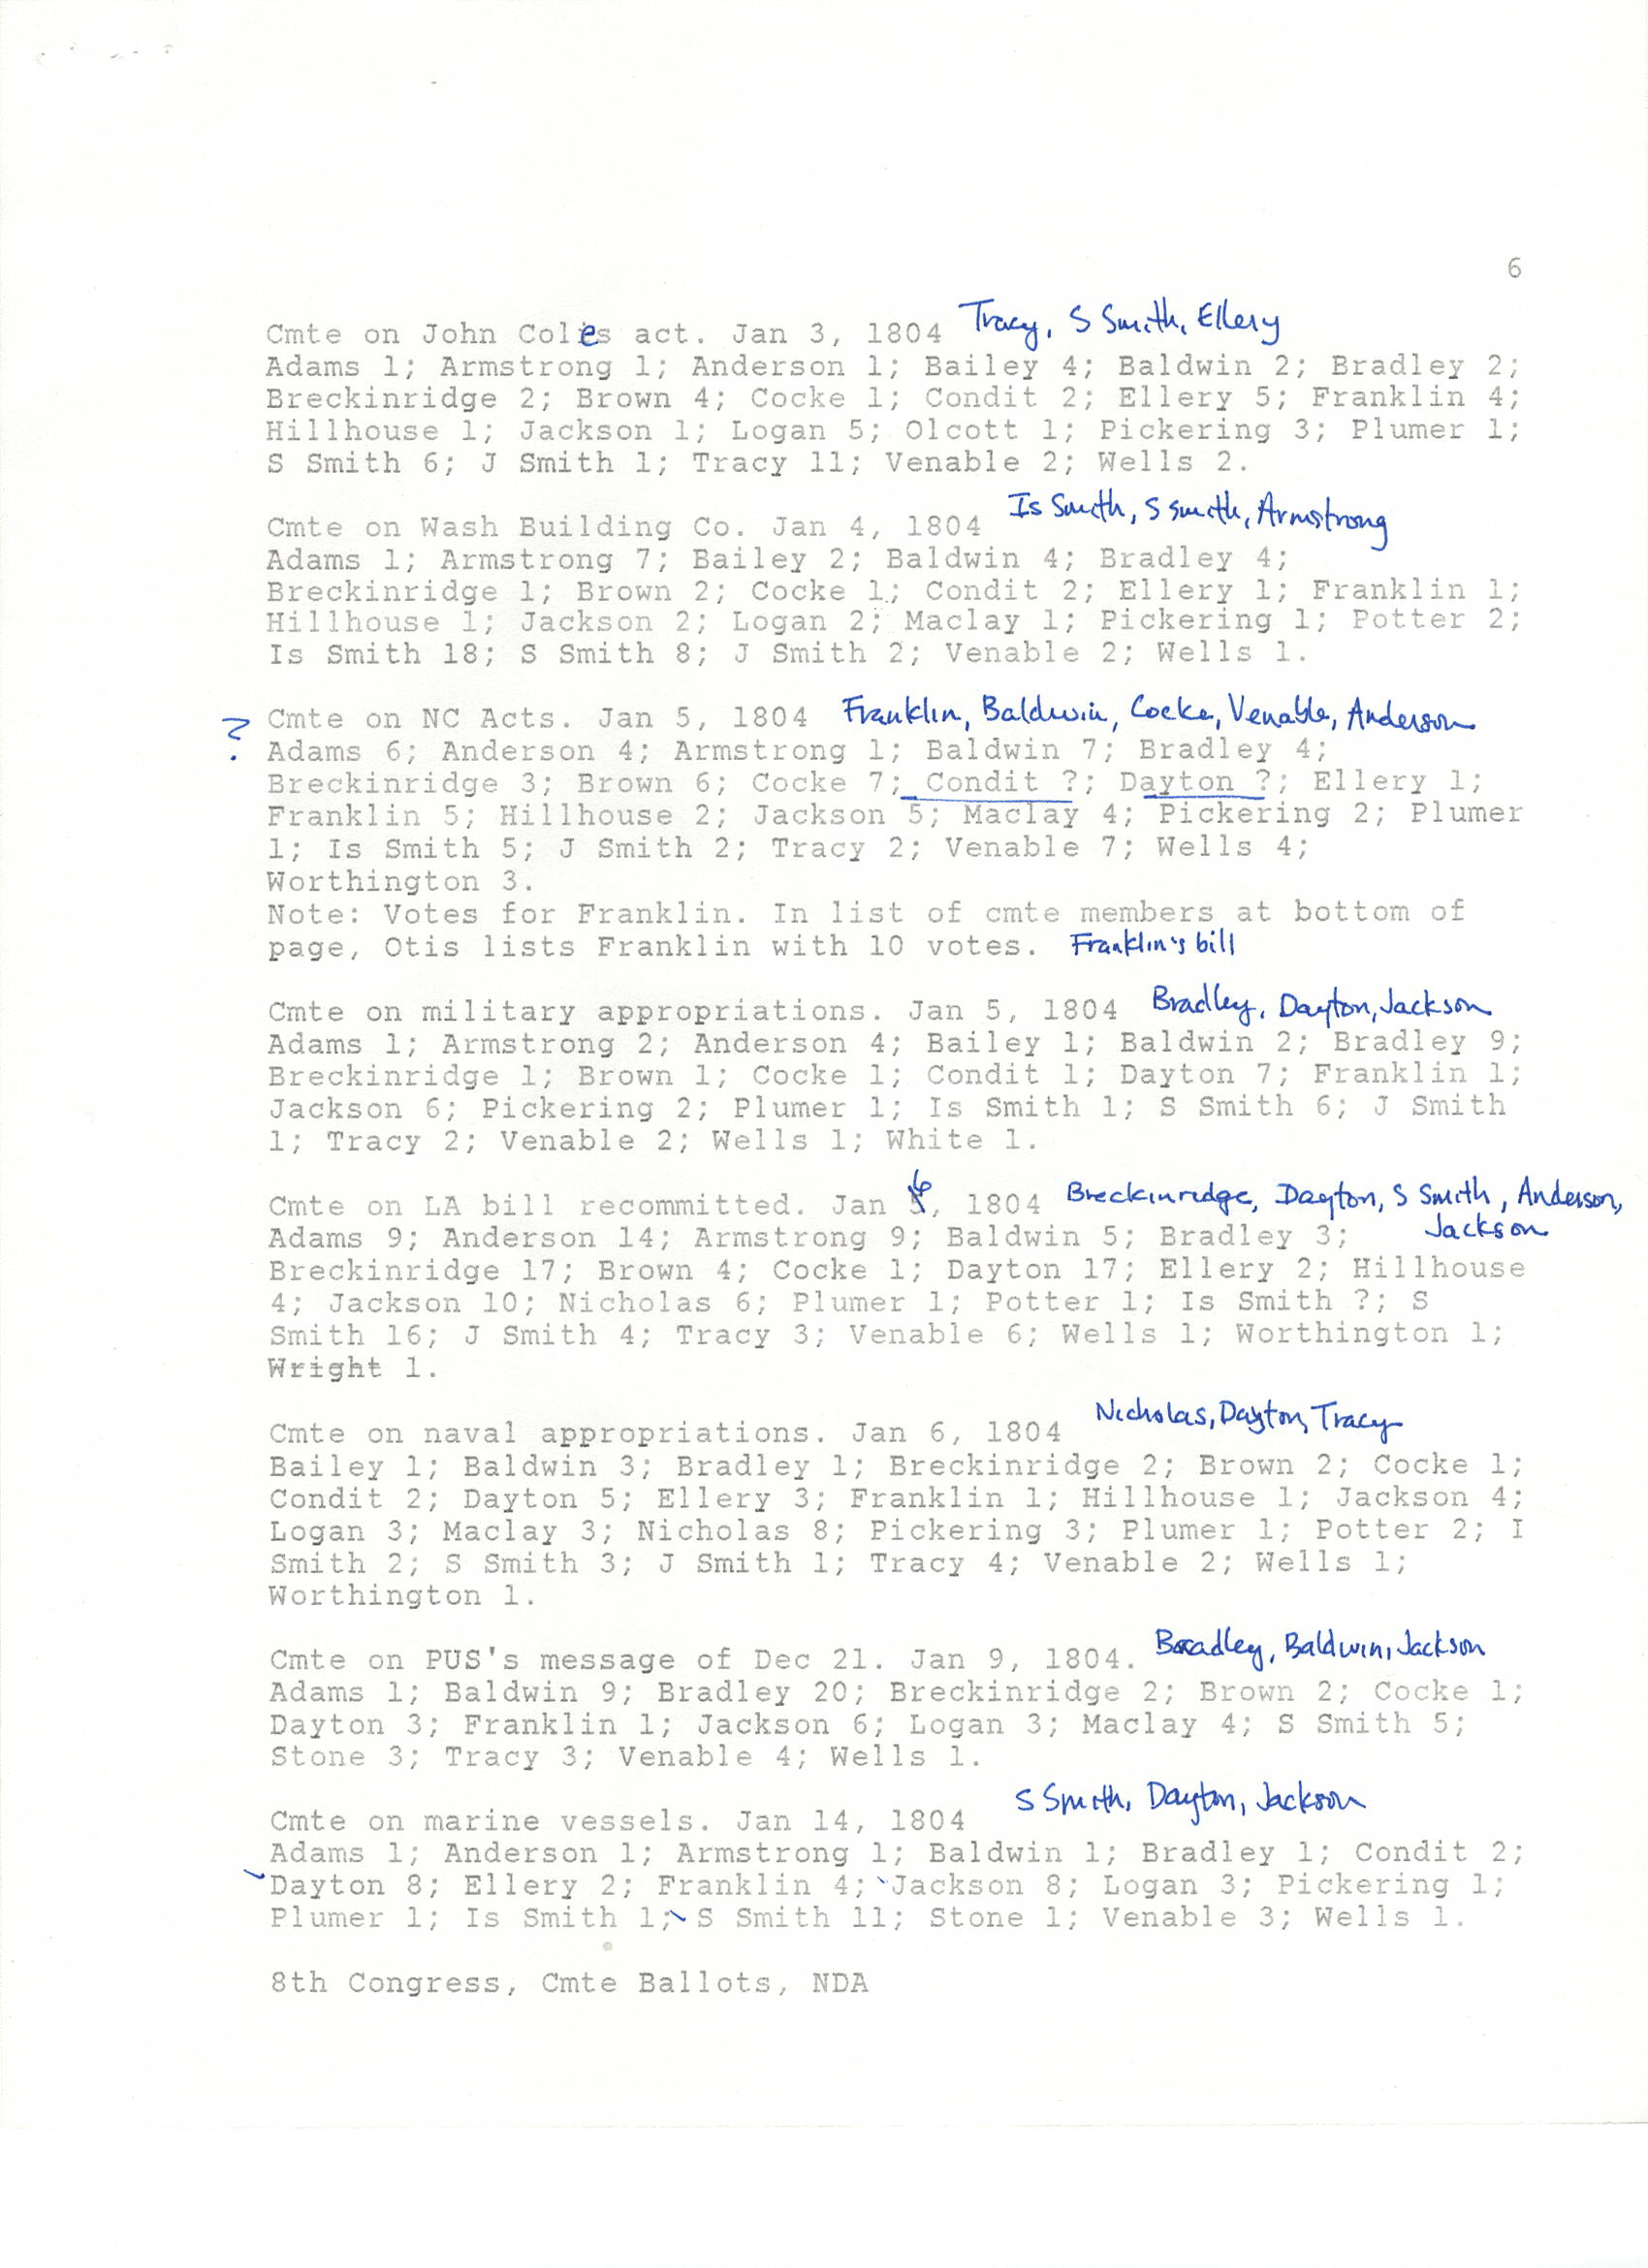 6
Cmte on John Coles act. Jan 3, 1804 Tracy, S Smith, Ellery
Adams 1; Armstrong 1; Anderson 1; Bailey 4; Baldwin 2; Bradley 2;
Breckinridge 2; Brown 4; Cocke 1; Condit 2; Ellery 5; Franklin 4;
Hillhouse 1; Jackson 1; Logan 5; Olcott 1; Pickering 3; Plumer 1;
S Smith 6; J Smith 1; Tracy 11; Venable 2; Wells 2.
Cmte on Wash Building Co. Jan 4, 1804 Is Smith, S Smith, Armstrong
Adams 1; Armstrong 7; Bailey 2; Baldwin 4; Bradley 4;
Breckinridge 1; Brown 2; Cocke 1; Condit 2; Ellery 1; Franklin 1;
Hillhouse 1; Jackson 2; Logan 2; Maclay 1; Pickering 1; Potter 2;
Is Smith 18; S Smith 8; J Smith 2; Venable 2; Wells 1.
? Cmte on NC Acts. Jan 5, 1804 Franklin, Baldwin, Cocke, Venable, Anderson
Adams 6; Anderson 4; Armstrong 1; Baldwin 7; Bradley 4;
Breckinridge 3; Brown 6; Cocke 7; Condit ?; Dayton ?; Ellery 1;
Franklin 5; Hillhouse 2; Jackson 5; Maclay 4; Pickering 2; Plumer
1; Is Smith 5; J Smith 2; Tracy 2; Venable 7; Wells 4;
Worthington 3.
Note: Votes for Franklin. In list of cmte members at bottom of
page, Otis lists Franklin with 10 votes. Franklin's bill
Cmte on military appropriations. Jan 5, 1804 Bradley, Dayton, Jackson
Adams 1; Armstrong 2; Anderson 4; Bailey 1; Baldwin 2; Bradley 9;
Breckinridge 1; Brown 1; Cocke 1; Condit 1; Dayton 7; Franklin 1;
Jackson 6; Pickering 2; Plumer 1; Is Smith 1; S Smith 6; J Smith
1; Tracy 2; Venable 2; Wells 1; White 1.
Cmte on LA bill recommitted. Jan 6, 1804 Breckinridge, Dayton, S Smith, Anderson,
Jackson
Adams 9; Anderson 14; Armstrong 9; Baldwin 5; Bradley 3;
Breckinridge 17; Brown 4; Cocke 1; Dayton 17; Ellery 2; Hillhouse
4; Jackson 10; Nicholas 6; Plumer 1; Potter 1; Is Smith ?; S
Smith 16; J Smith 4; Tracy 3; Venable 6; Wells 1; Worthington 1;
Wright 1.
Cmte on naval appropriations. Jan 6, 1804 Nicholas, Dayton, Tracy
Bailey 1; Baldwin 3; Bradley 1; Breckinridge 2; Brown 2; Cocke 1;
Condit 2; Dayton 5; Ellery 3; Franklin 1; Hillhouse 1; Jackson 4;
Logan 3; Maclay 3; Nicholas 8; Pickering 3; Plumer 1; Potter 2; I
Smith 2; S Smith 3; J Smith 1; Tracy 4; Venable 2; Wells 1;
Worthington 1.
Cmte on PUS's message of Dec 21. Jan 9, 1804. Bradley, Baldwin, Jackson
Adams 1; Baldwin 9; Bradley 20; Breckinridge 2; Brown 2; Cocke 1;
Dayton 3; Franklin 1; Jackson 6; Logan 3; Maclay 4; S Smith 5;
Stone 3; Tracy 3; Venable 4; Wells 1.
Cmte on marine vessels. Jan 14, 1804 S Smith, Dayton, Jackson
Adams 1; Anderson 1; Armstrong 1; Baldwin 1; Bradley 1; Condit 2;
Dayton 8; Ellery 2; Franklin 4; Jackson 8; Logan 3; Pickering 1;
Plumer 1; Is Smith 1; S Smith 11; Stone 1; Venable 3; Wells 1.
8th Congress, Cmte Ballots, NDA